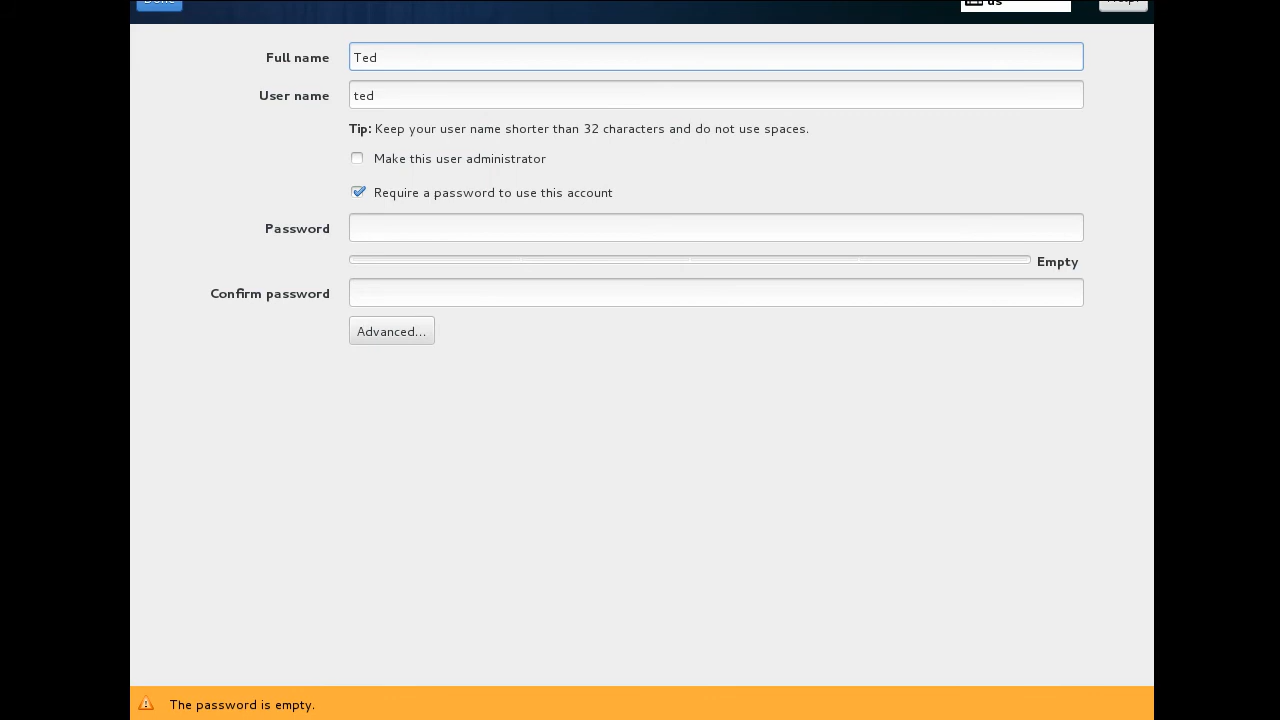 us
Full name Ted
User name ted
Tip: Keep your user name shorter than 32 characters and do not use spaces.
Make this user administrator
Require a password to use this account
Password
Empty
Confirm password
Advanced...
The password is empty.